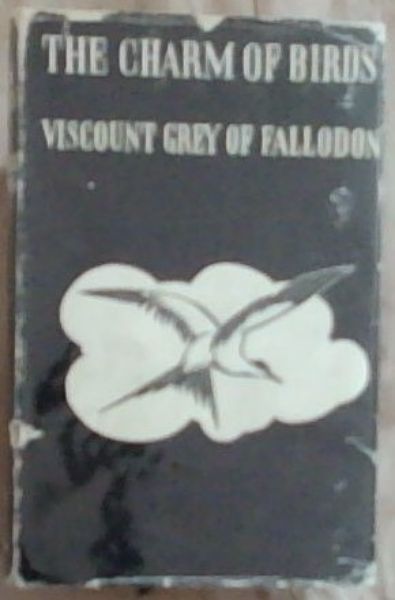 THE CHARM OF BIRDS
VISCOUNT GREY OF FALLODON